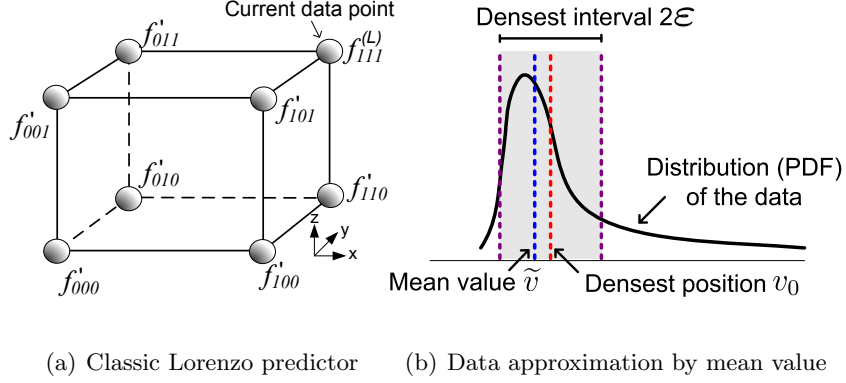 Current data point
f'011
f(L)111
f'001
f'101
f'010
f'110
z
y
x
f'000
f'100
(a) Classic Lorenzo predictor
Densest interval 2ε
Distribution (PDF)
of the data
Mean value ṽ
Densest position v0
(b) Data approximation by mean value